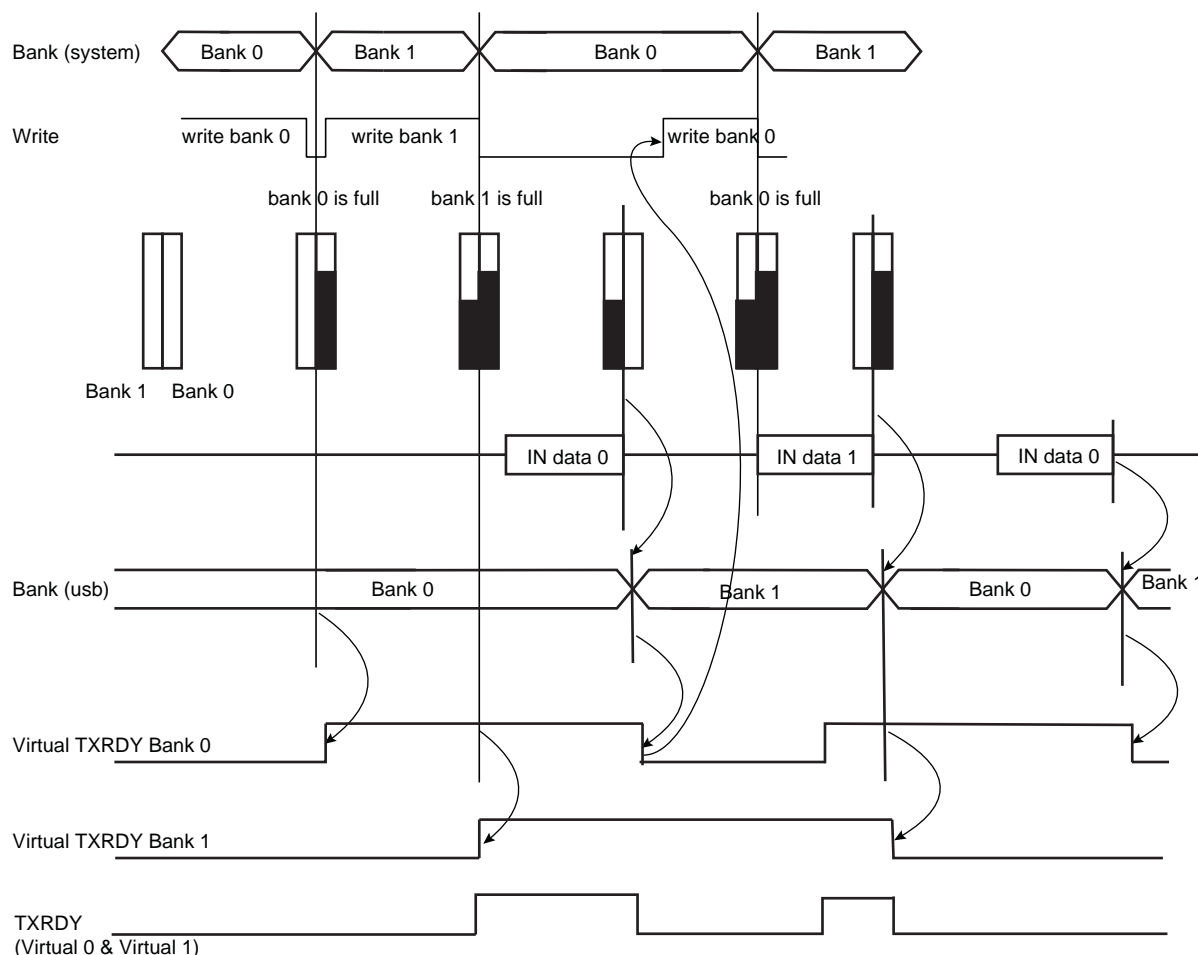 Bank (system)
Bank 0
Bank 1
Bank 0
Bank 1
Write
write bank 0
write bank 1
write bank 0
bank 0 is full
bank 1 is full
bank 0 is full
Bank 1
Bank 0
IN data 0
IN data 1
IN data 0
Bank (usb)
Bank 0
Bank 1
Bank 0
Bank 1
Virtual TXRDY Bank 0
Virtual TXRDY Bank 1
TXRDY
(Virtual 0 & Virtual 1)